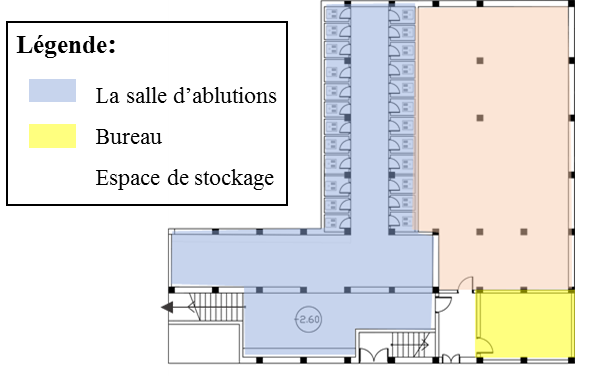 Légende:
La salle d’ablutions
Bureau
Espace de stockage
-2.60